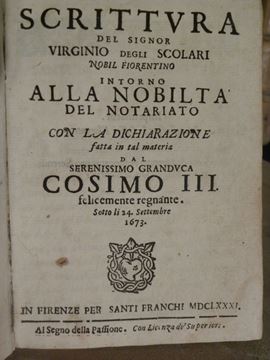 SCRITTVRA
DEL SIGNOR
VIRGINIO DEGLI SCOLARI
NOBIL FIORENTINO
INTORNO
ALLA NOBILTA'
DEL NOTARIATO
CON LA DICHIARAZIONE
fatta in tal materia
DAL
SERENISSIMO GRANDVCA
COSIMO III.
felicemente regnante.
Sotto li 24. Settembre
1673.
IN FIRENZE PER SANTI FRANCHI MDCLXXXI.
Al Segno della Passione. Con Licenza de' Superiori.